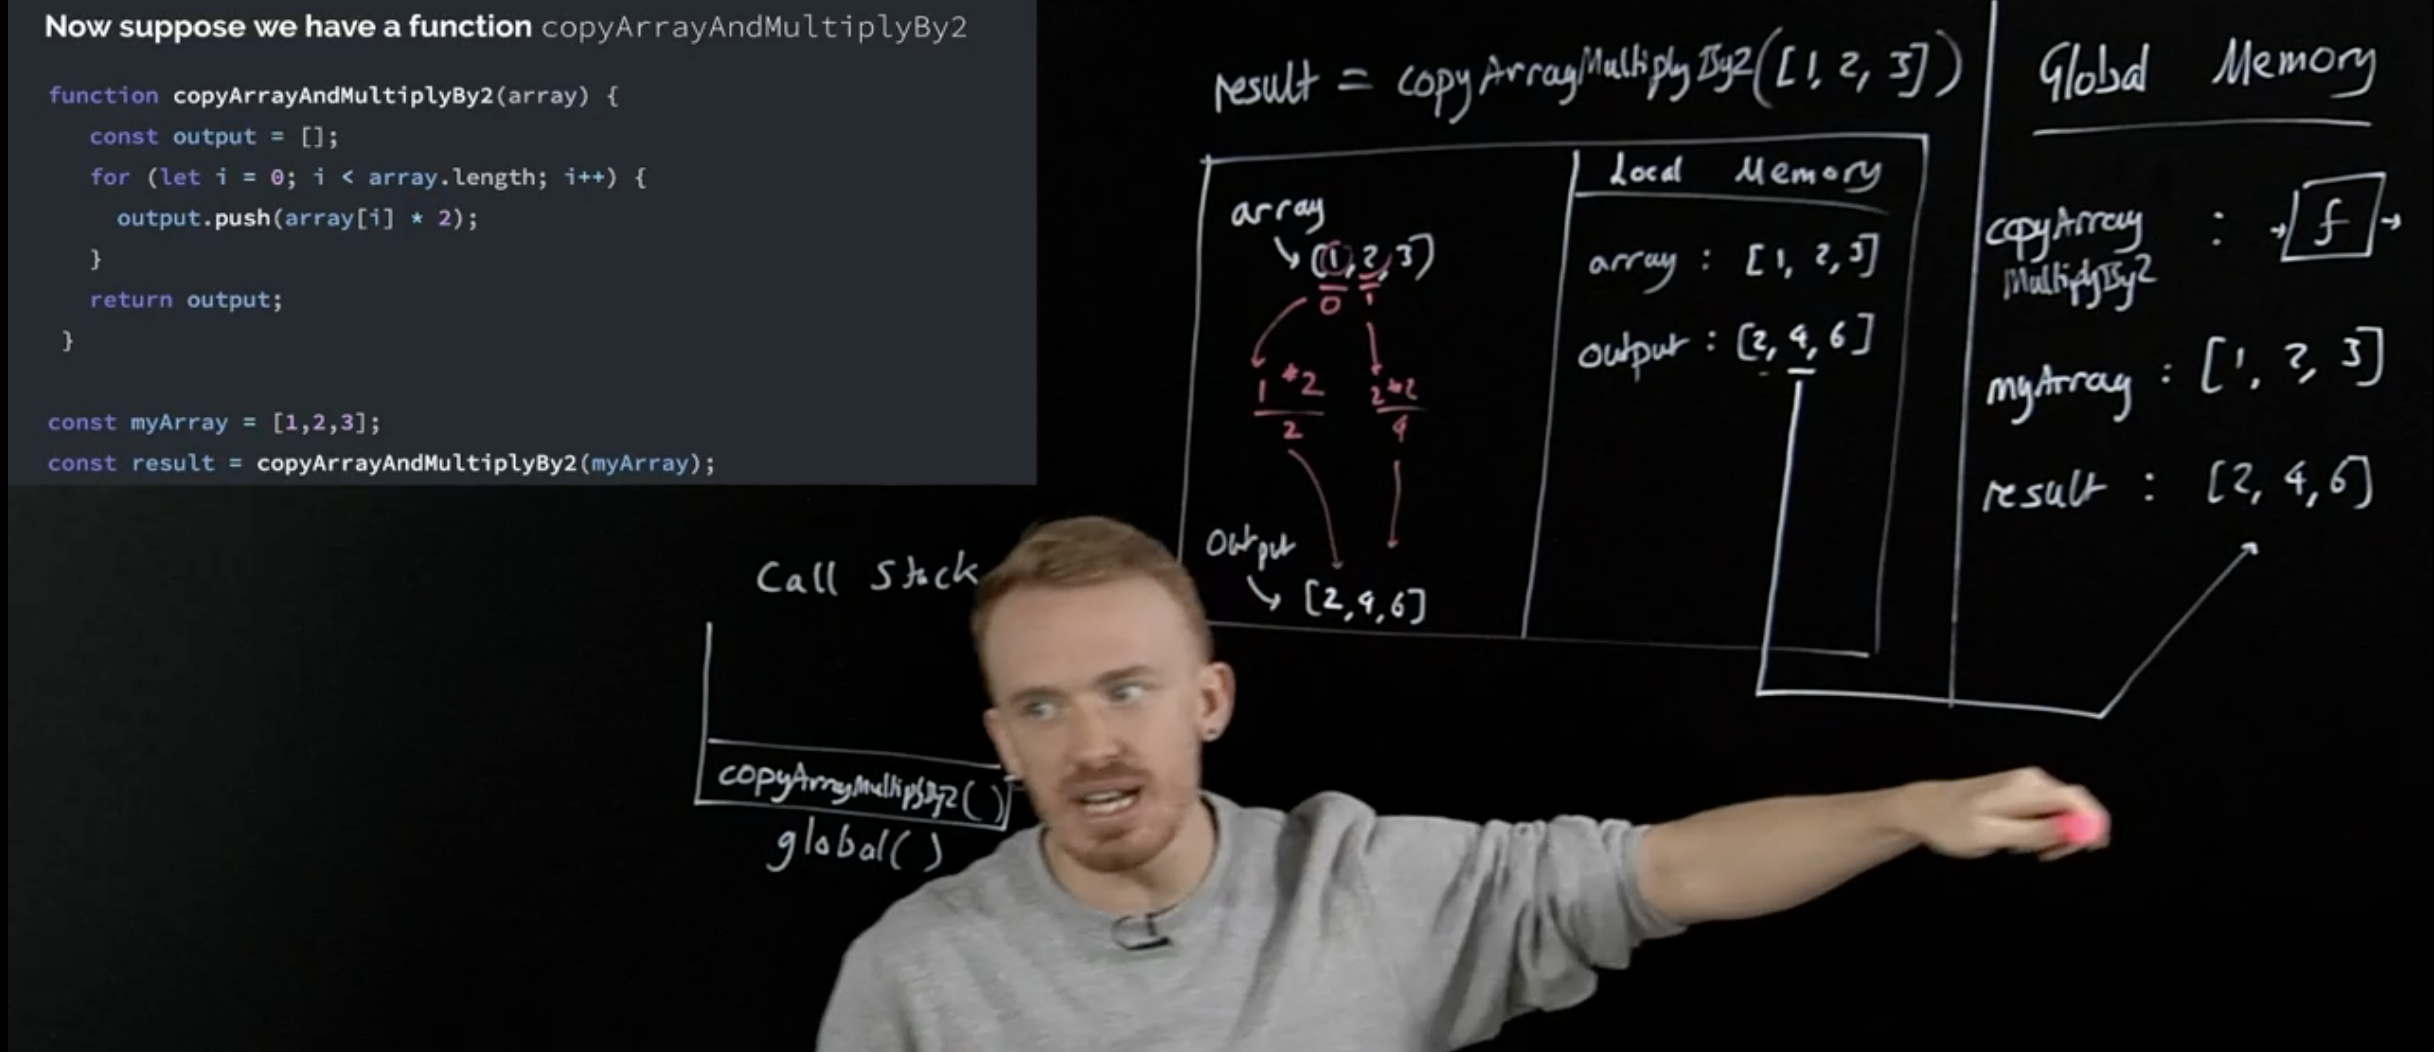 Now suppose we have a function copyArrayAndMultiplyBy2
function copyArrayAndMultiplyBy2(array) {
const output = [];
for (let i = 0; i < array.length; i++) {
output.push(array[i] * 2);
}
return output;
}
const myArray = [1,2,3];
const result = copyArrayAndMultiplyBy2(myArray);
result = copyArrayMultiplyBy2([1, 2, 3])
array
[1,2,3]
0 1
1 *2 2*2
2 4
Output
[2,4,6]
Local Memory
array : [1, 2,3]
output : [2, 4, 6]
Global Memory
copyArray : f
MultiplyBy2
myArray : [1, 2, 3]
result : [2, 4,6]
Call Stack
copyArrayMultiplyBy2()
global()